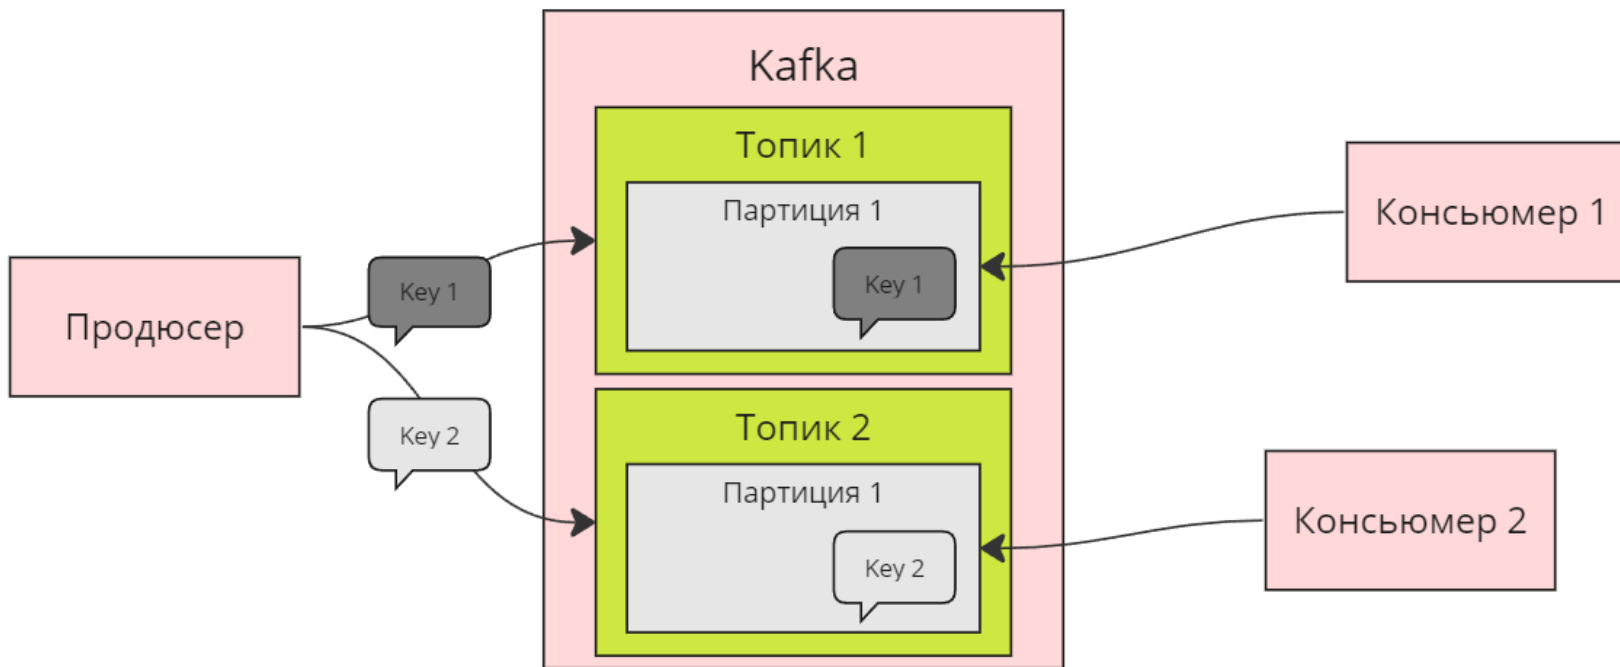 Kafka
Топик 1
Партиция 1
Key 1
Консьюмер 1
Продюсер
Key 1
Key 2
Топик 2
Партиция 1
Key 2
Консьюмер 2